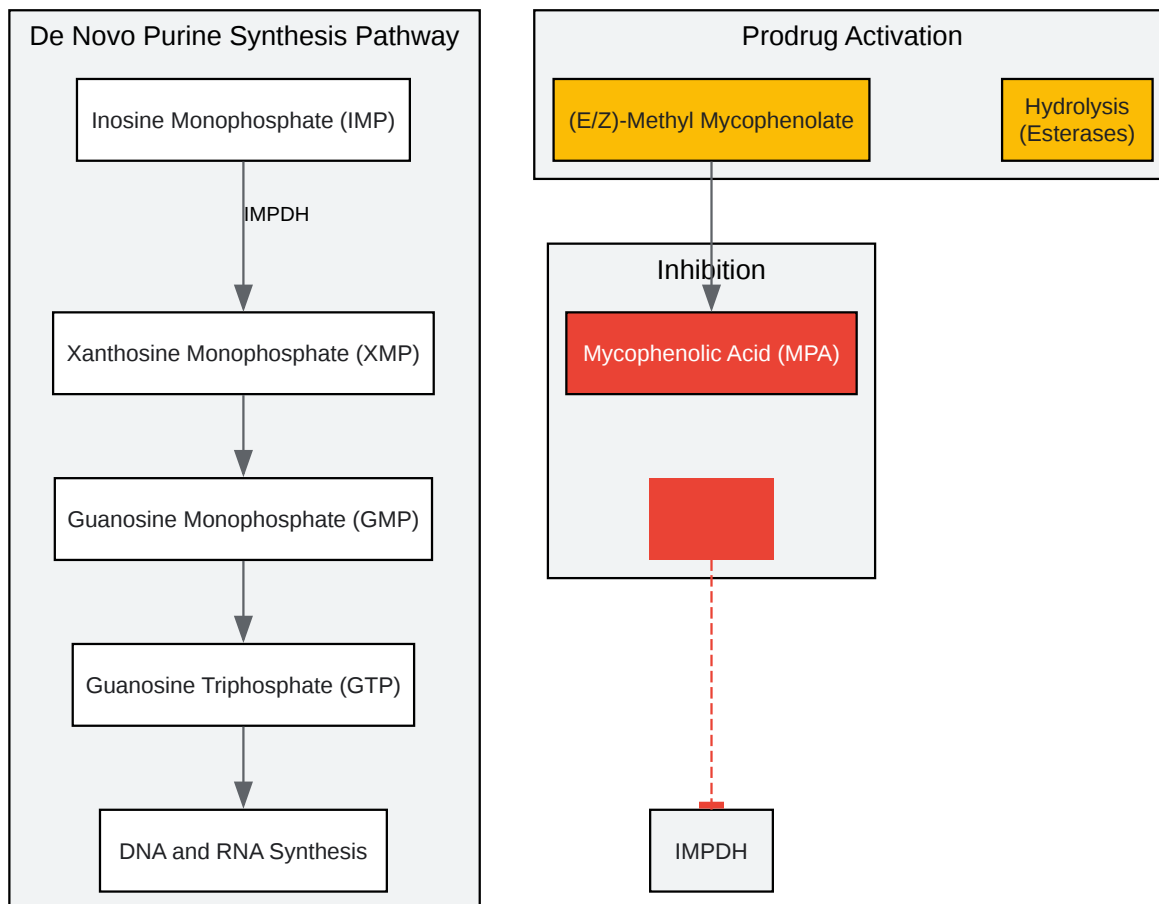 De Novo Purine Synthesis Pathway
Inosine Monophosphate (IMP)
IMPDH
Xanthosine Monophosphate (XMP)
Guanosine Monophosphate (GMP)
Guanosine Triphosphate (GTP)
DNA and RNA Synthesis
Prodrug Activation
(E/Z)-Methyl Mycophenolate
Hydrolysis
(Esterases)
Inhibition
Mycophenolic Acid (MPA)
IMPDH